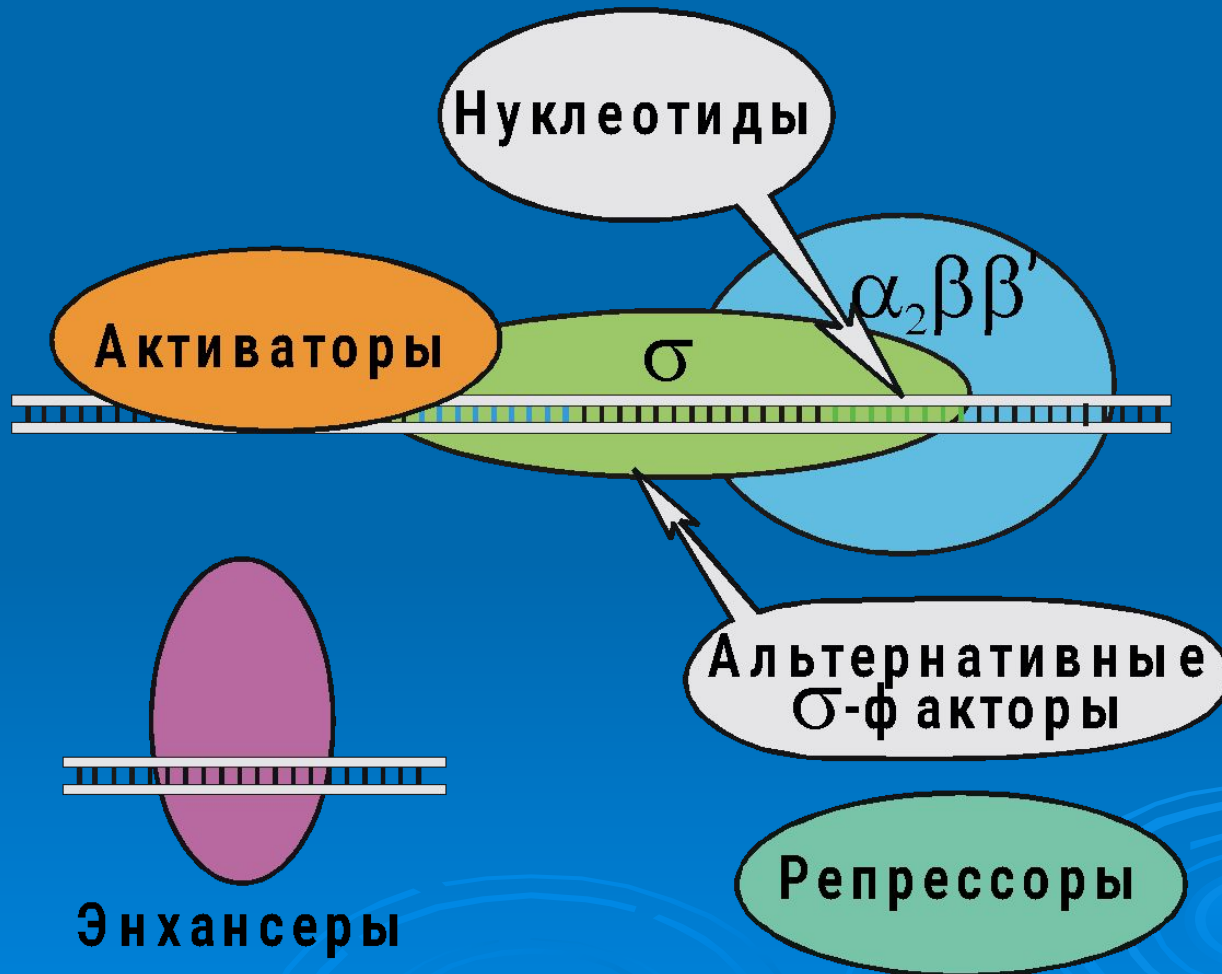 Нуклеотиды
α₂ββ'
Активаторы
σ
Альтернативные
σ-факторы
Репрессоры
Энхансеры